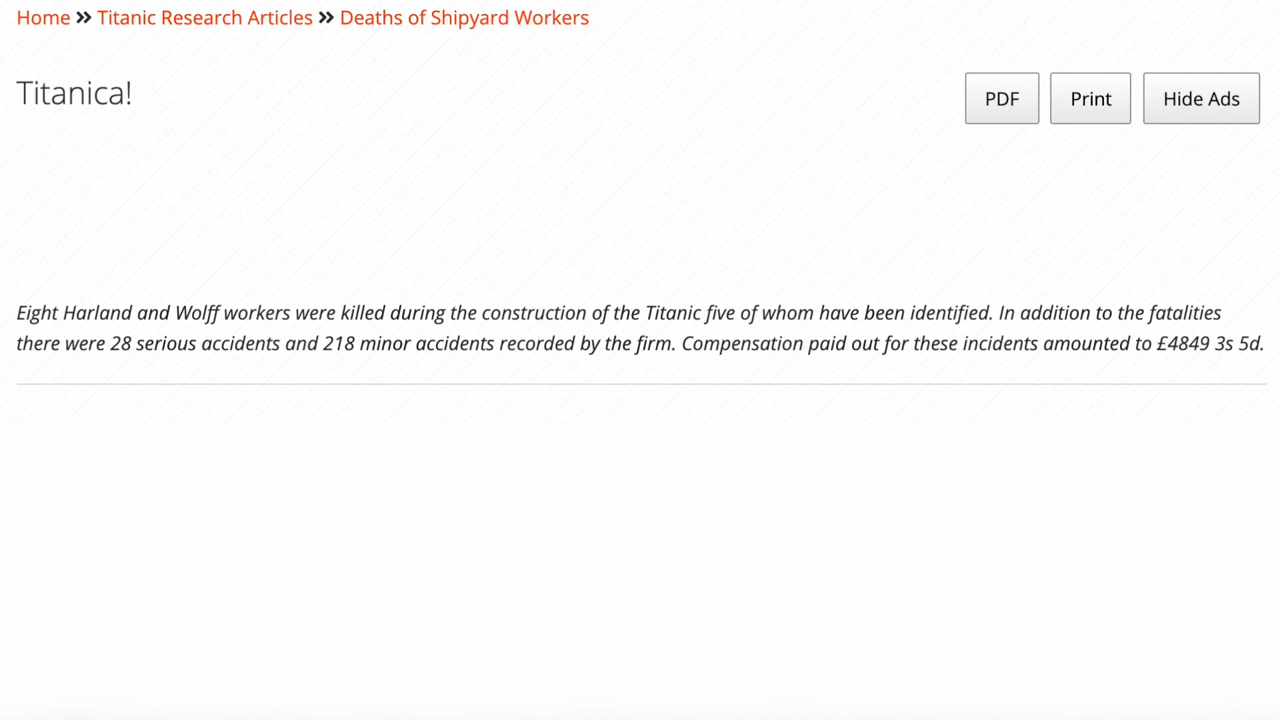 Home » Titanic Research Articles » Deaths of Shipyard Workers
Titanica!
PDF Print Hide Ads
Eight Harland and Wolff workers were killed during the construction of the Titanic five of whom have been identified. In addition to the fatalities
there were 28 serious accidents and 218 minor accidents recorded by the firm. Compensation paid out for these incidents amounted to £4849 3s 5d.